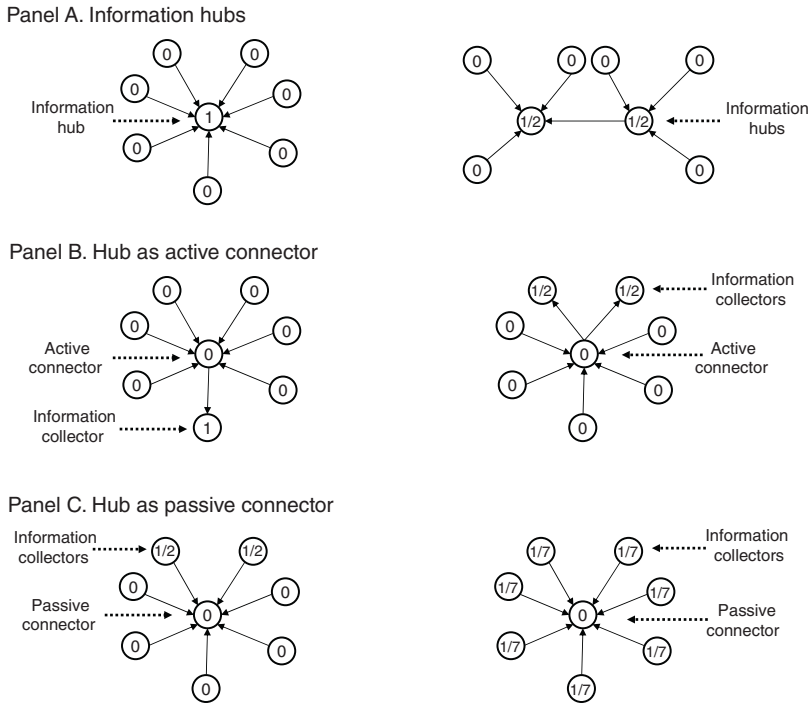 Panel A. Information hubs
0
0
0
0
0
0
0
1
Information
hub
0
0
0
0
1/2
1/2
0
0
Information
hubs
Panel B. Hub as active connector
0
0
0
0
0
0
0
1
Active
connector
Information
collector
1/2
1/2
0
0
0
0
0
0
Information
collectors
Active
connector
Panel C. Hub as passive connector
Information
collectors
1/2
1/2
0
0
Passive
connector
0
0
0
0
1/7
1/7
1/7
1/7
0
1/7
1/7
1/7
Information
collectors
Passive
connector